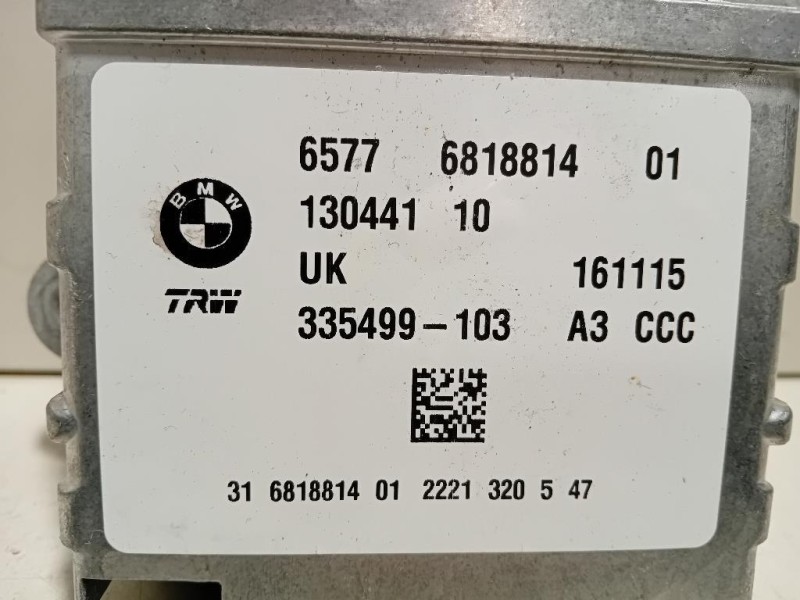 6577 6818814 01
BMW
130441 10
UK 161115
TRW
335499-103 A3 CCC
31 6818814 01 2221 320 5 47